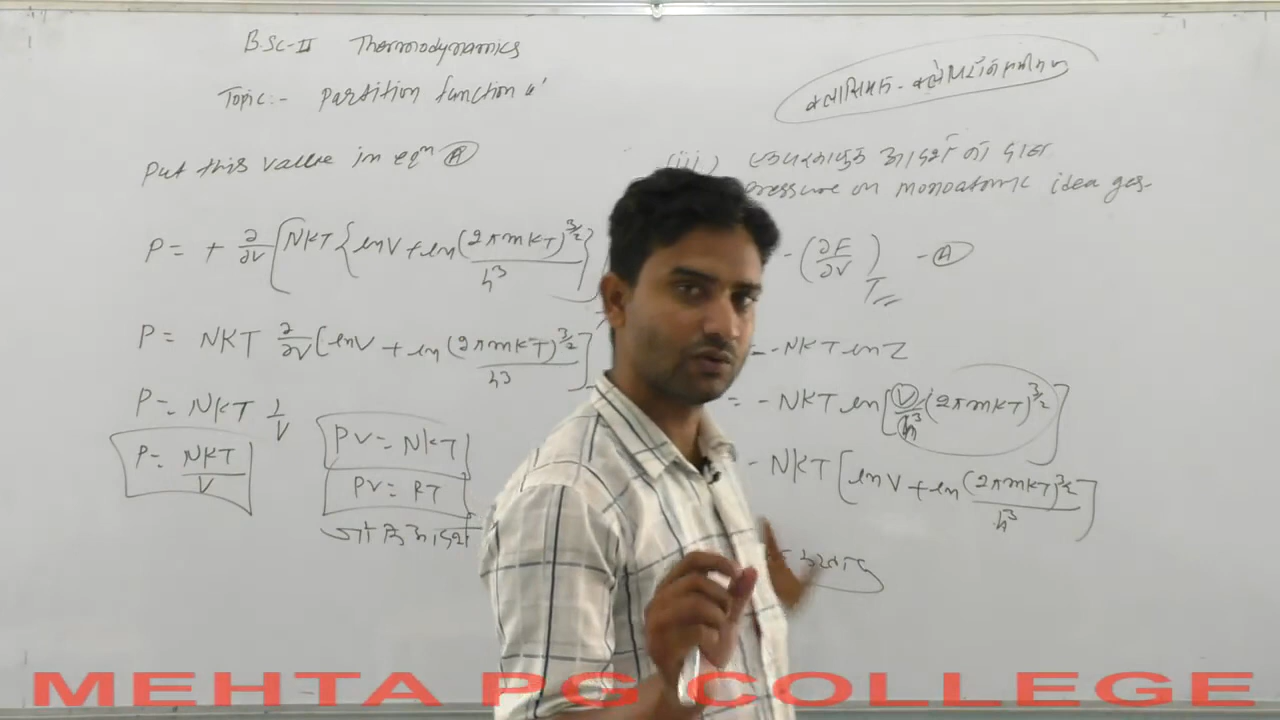 B.Sc-II Thermodynamics
Topic:- Partition function "
Put this value in eqⁿ Ⓐ
P = + ∂/∂V [NKT {lnV + ln (2πmKT)^3/2 / h³}
P = NKT ∂/∂V [lnV + ln (2πmKT)^3/2 / h³]
P = NKT 1/V
P = NKT/V
PV = NKT
PV = RT
(iii)
pressure on monoatomic idea gas
- (∂F/∂V)T - Ⓐ
= -NKT lnZ
= -NKT ln [V/h³ (2πmKT)^3/2]
- NKT [lnV + ln (2πmKT)^3/2 / h³]
MEHTA PG COLLEGE